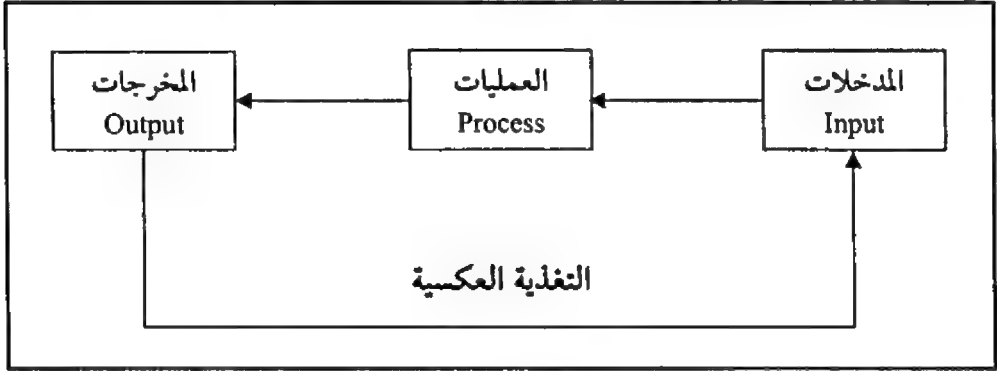 المدخلات
Input
العمليات
Process
المخرجات
Output
التغذية العكسية